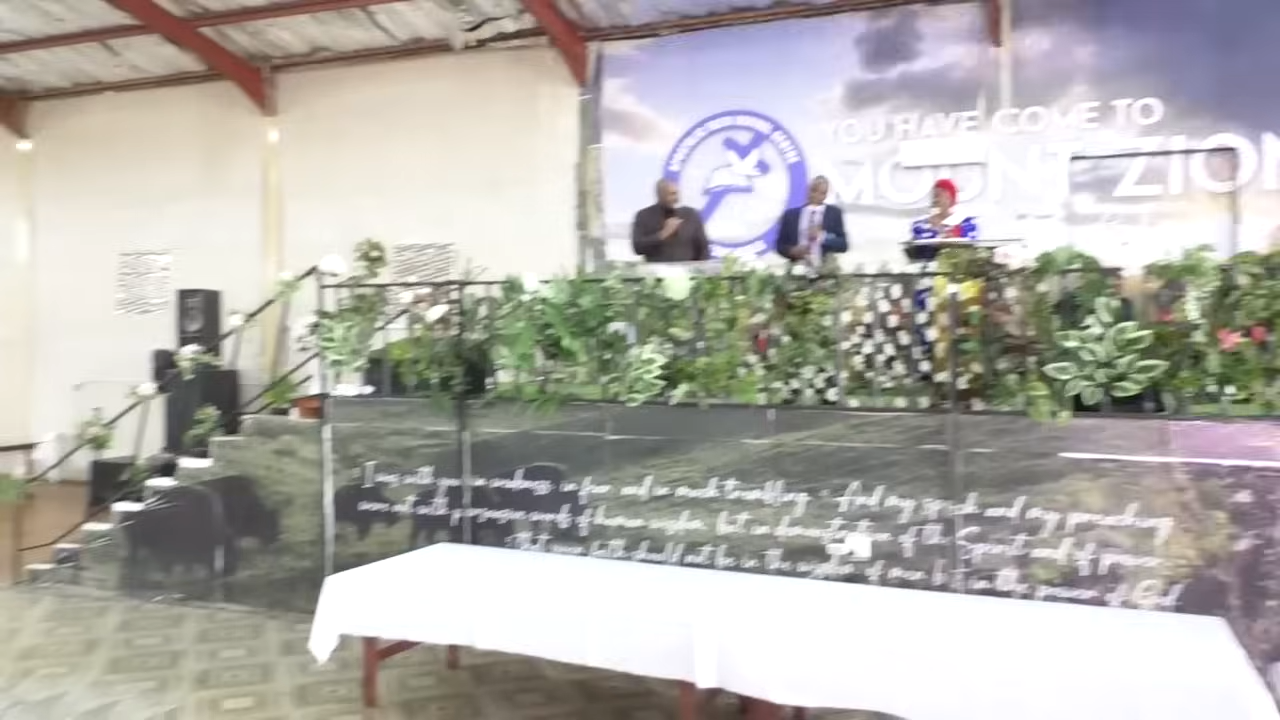 YOU HAVE COME TO
MOUNT ZION
I was with you in weakness in fear and in much trembling. And my speech and my preaching
were not with persuasive words of human wisdom, but in demonstration of the Spirit and of power
That your faith should not be in the wisdom of men but in the power of God